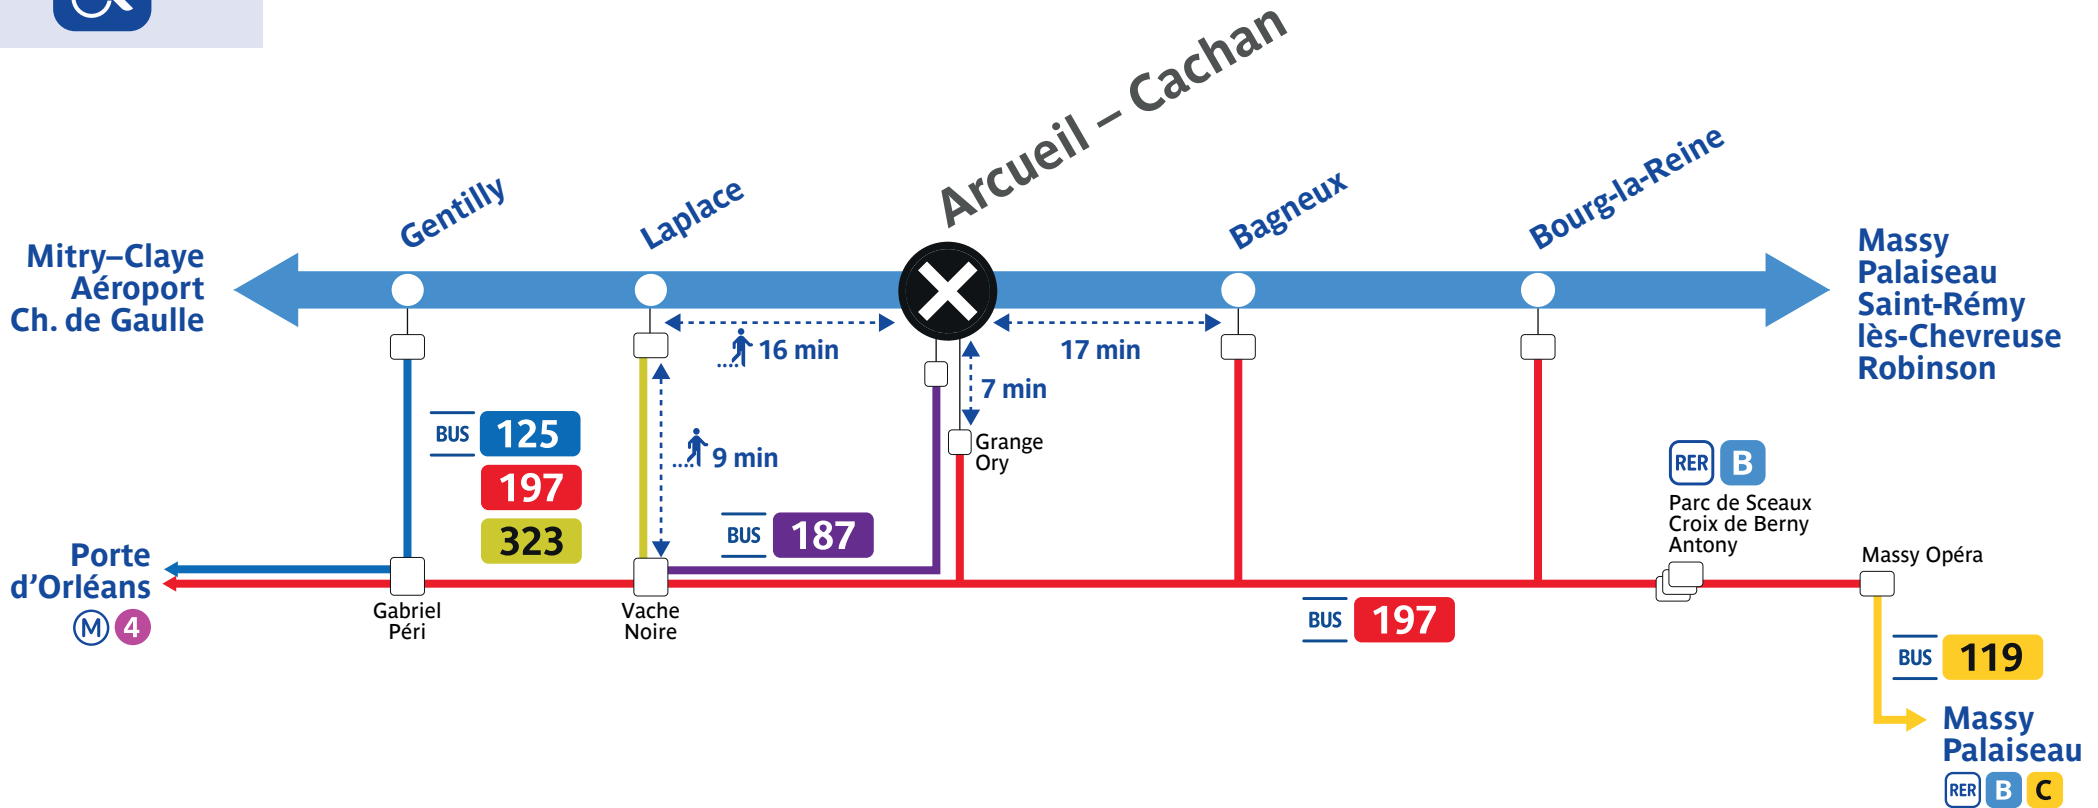 Arcueil – Cachan
Gentilly
Laplace
Bagneux
Bourg-la-Reine
Mitry–Claye
Aéroport
Ch. de Gaulle
Massy
Palaiseau
Saint-Rémy
lès-Chevreuse
Robinson
16 min
17 min
7 min
9 min
Grange
Ory
BUS 125
197
323
BUS 187
RER B
Parc de Sceaux
Croix de Berny
Antony
Massy Opéra
Porte
d'Orléans
M 4
Gabriel
Péri
Vache
Noire
BUS 197
BUS 119
Massy
Palaiseau
RER B C